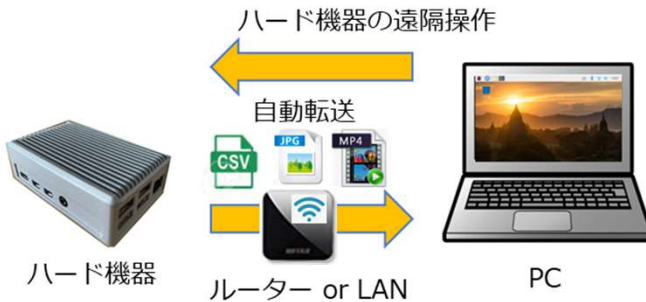 ハード機器の遠隔操作
自動転送
CSV
JPG
MP4
ハード機器
ルーター or LAN
PC